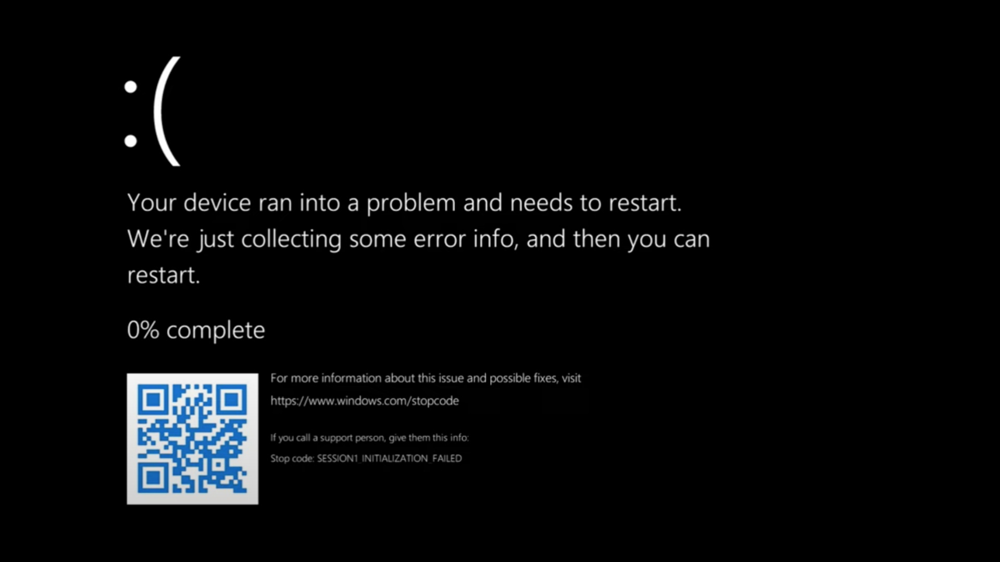 :(
Your device ran into a problem and needs to restart.
We're just collecting some error info, and then you can
restart.
0% complete
For more information about this issue and possible fixes, visit
https://www.windows.com/stopcode
If you call a support person, give them this info:
Stop code: SESSION1_INITIALIZATION_FAILED